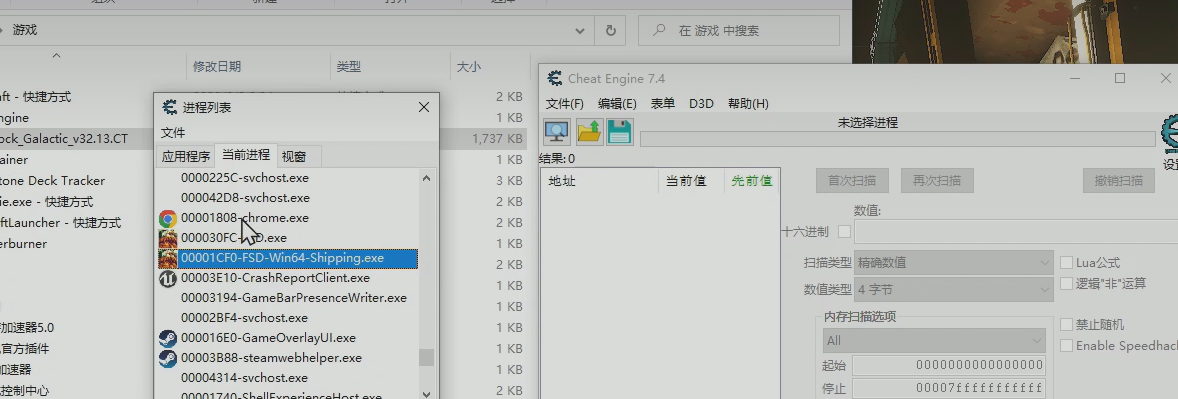 游戏
在 游戏 中搜索
修改日期
类型
大小
aft - 快捷方式
2 KB
ngine
1 KB
ock_Galactic_v32.13.CT
1,737 KB
ainer
1 KB
tone Deck Tracker
3 KB
ie.exe - 快捷方式
2 KB
ftLauncher - 快捷方式
2 KB
terburner
1 KB
2 KB
1 KB
2 KB
1 KB
加速器5.0
1 KB
官方插件
1 KB
加速器
1 KB
控制中心
2 KB
进程列表
文件
应用程序
当前进程
视窗
0000225C-svchost.exe
000042D8-svchost.exe
00001808-chrome.exe
000030FC-
D.exe
00001CF0-FSD-Win64-Shipping.exe
00003E10-CrashReportClient.exe
00003194-GameBarPresenceWriter.exe
00002BF4-svchost.exe
000016E0-GameOverlayUI.exe
00003B88-steamwebhelper.exe
00004314-svchost.exe
00001740-ShellExperienceHost.exe
Cheat Engine 7.4
文件(F)
编辑(E)
表单
D3D
帮助(H)
未选择进程
结果: 0
设置
地址
当前值
先前值
首次扫描
再次扫描
撤销扫描
数值:
十六进制
扫描类型
精确数值
Lua公式
数值类型
4 字节
逻辑"非"运算
内存扫描选项
All
禁止随机
Enable Speedhack
起始
0000000000000000
停止
00007fffffffffff